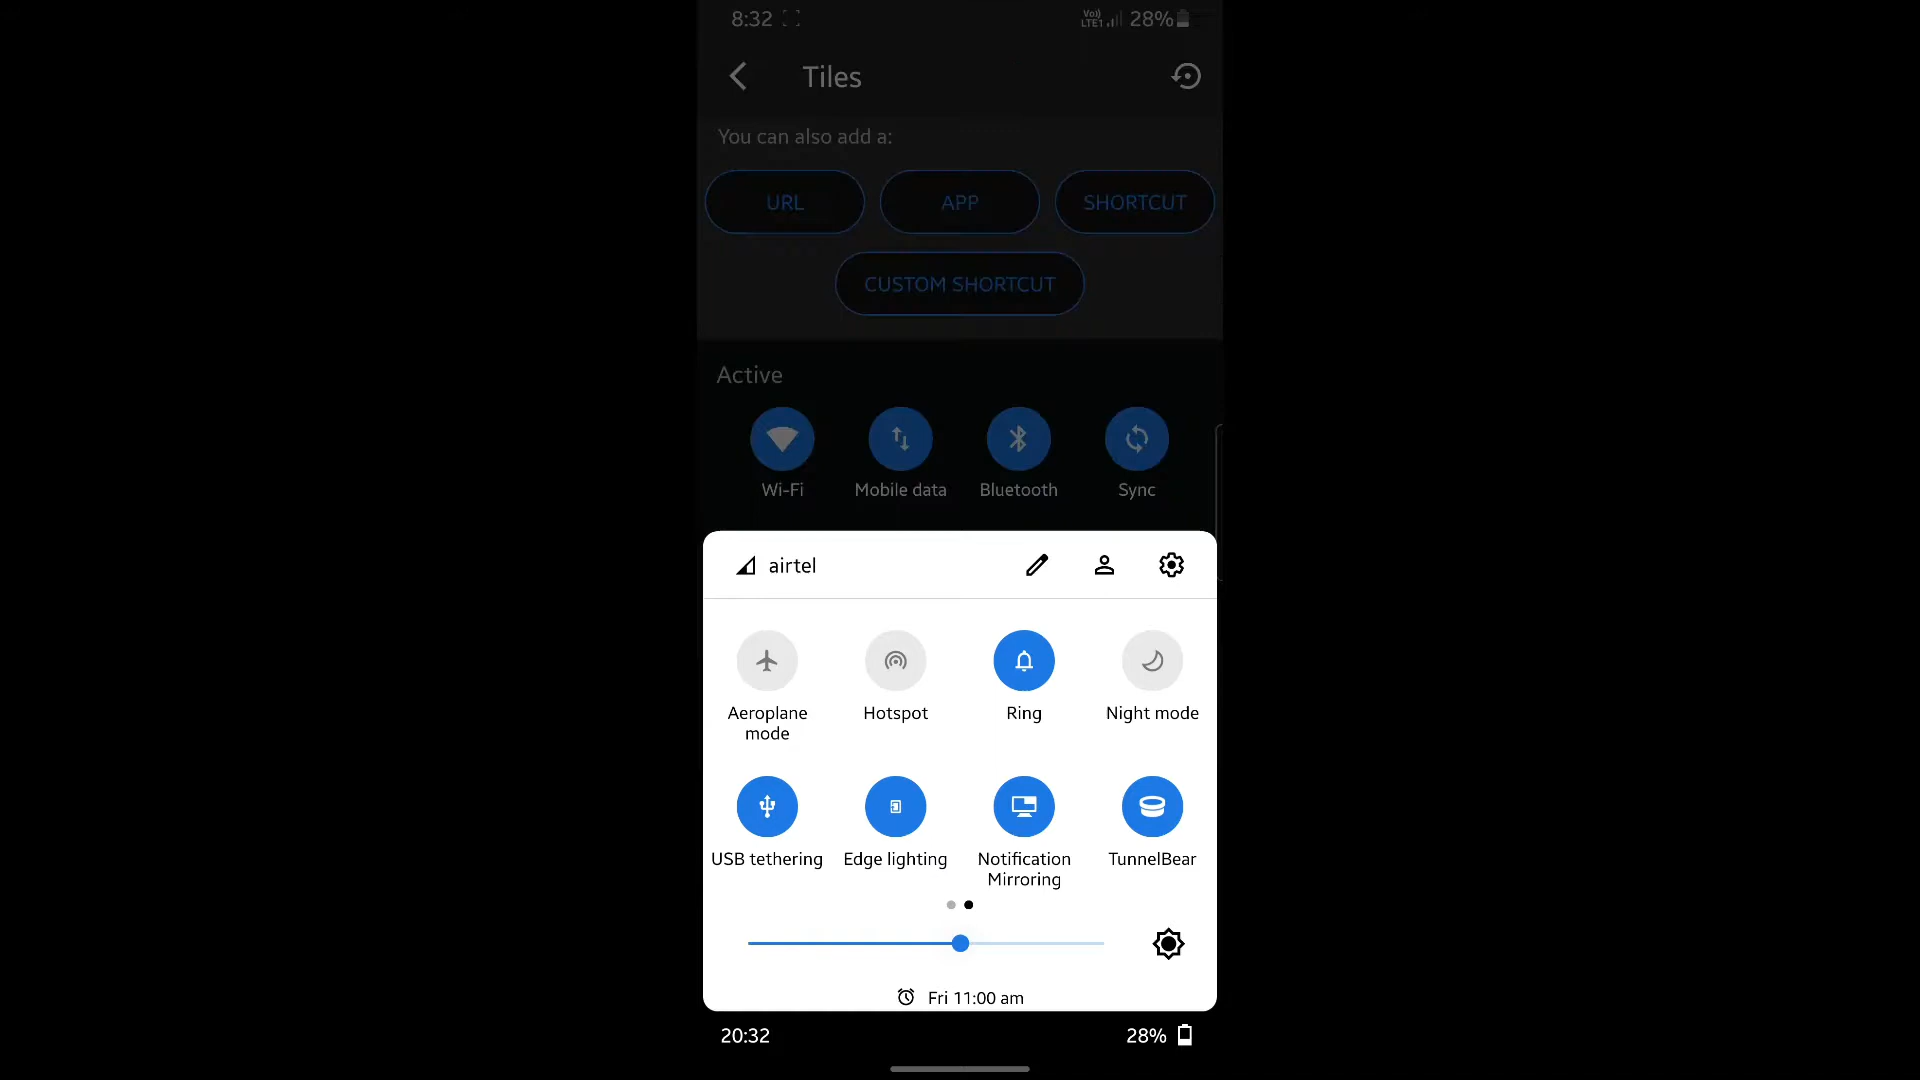 8:32
Vo)) LTE1 28%
Tiles
You can also add a:
URL
APP
SHORTCUT
CUSTOM SHORTCUT
Active
Wi-Fi
Mobile data
Bluetooth
Sync
airtel
Aeroplane
mode
Hotspot
Ring
Night mode
USB tethering
Edge lighting
Notification
Mirroring
TunnelBear
Fri 11:00 am
20:32
28%